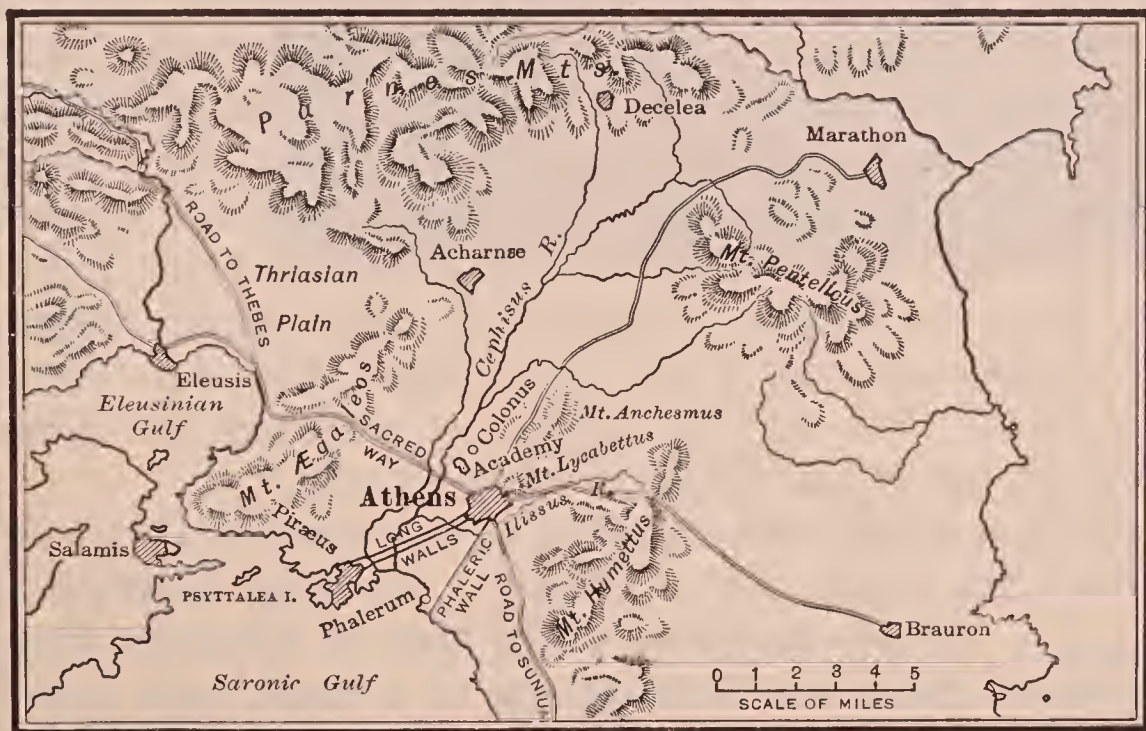 Parnes Mts.
Decelea
Marathon
ROAD TO THEBES
Acharnæ
Thriasian
Plain
Cephisus R.
Mt. Pentelicus
Eleusis
Eleusinian
Gulf
Mt. Ægaleos
SACRED
WAY
Colonus
Academy
Mt. Anchesmus
Mt. Lycabettus
Athens
Ilissus R.
Piræus
LONG
WALLS
Salamis
PSYTTALEA I.
Phalerum
PHALERIC
WALL
ROAD TO SUNIUM
Mt. Hymettus
Brauron
Saronic Gulf
0 1 2 3 4 5
SCALE OF MILES